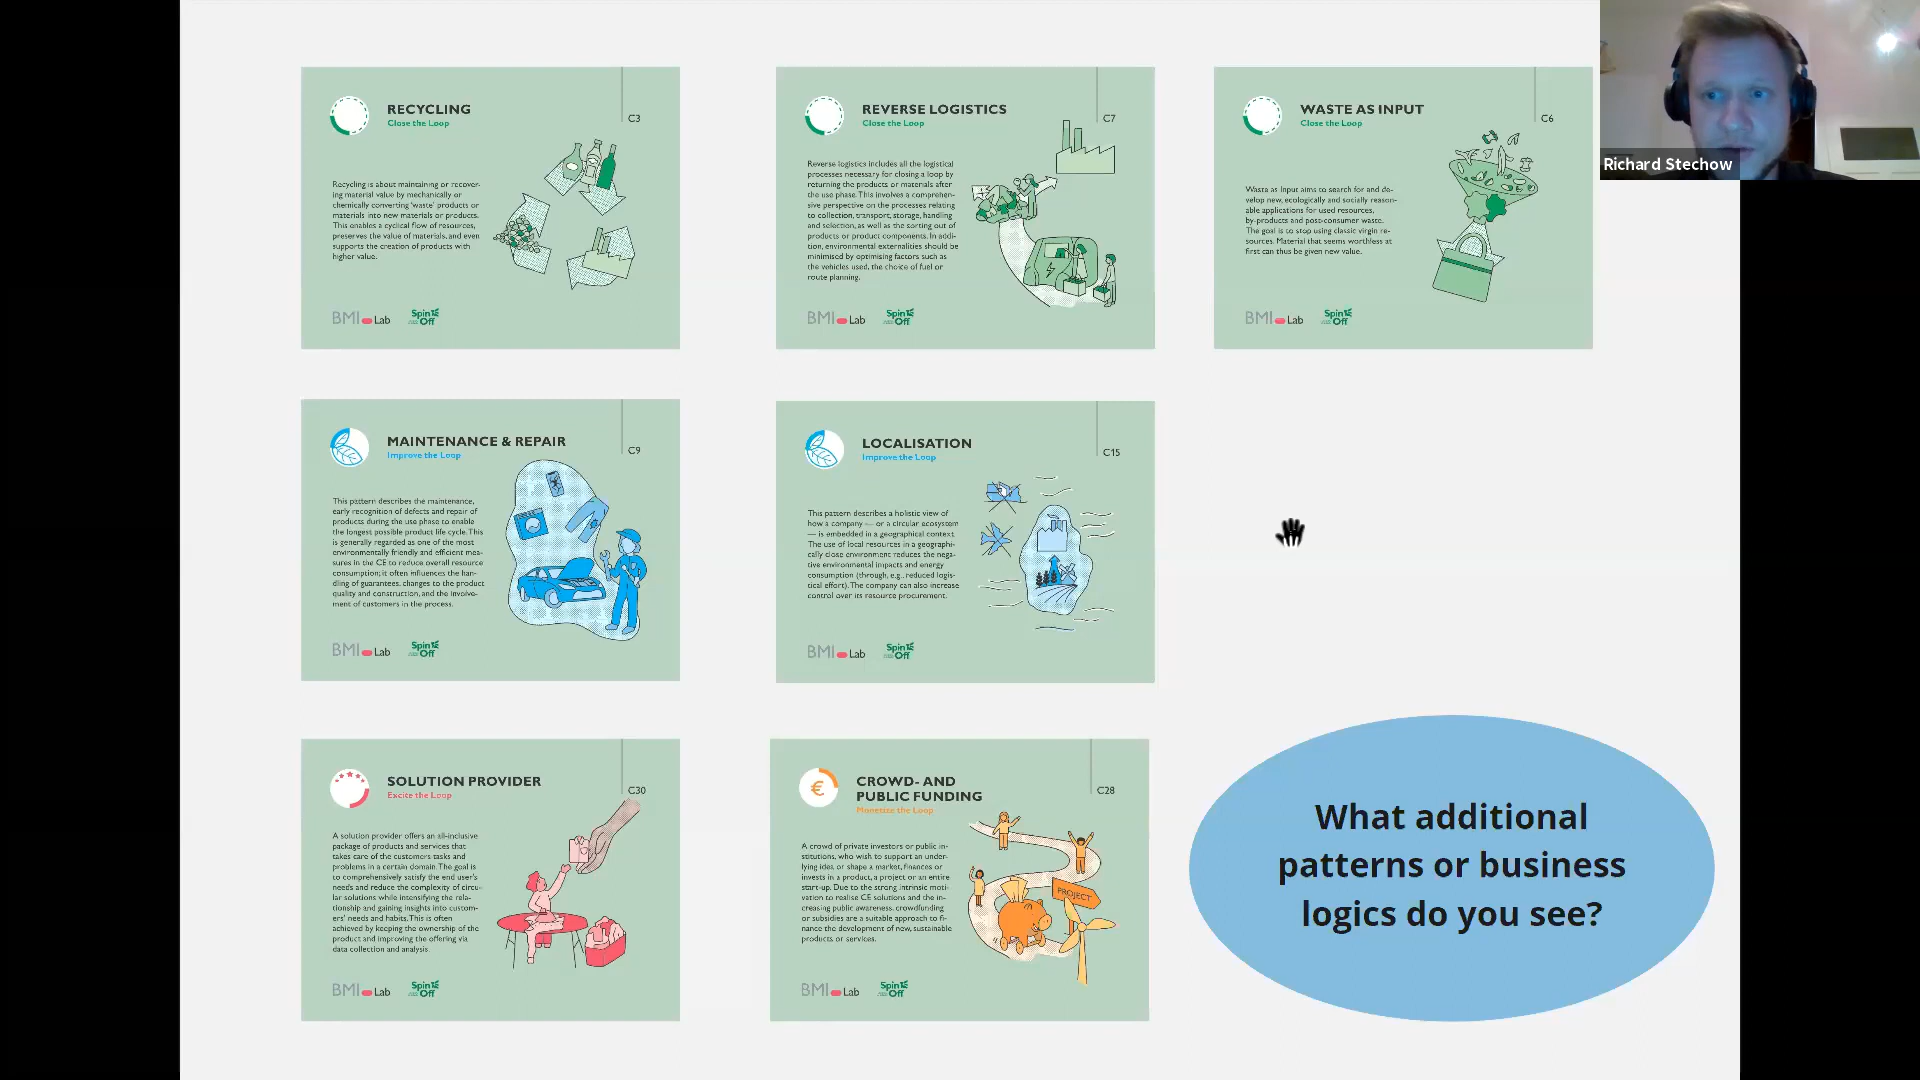 RECYCLING
Close the Loop
C3
Recycling is about maintaining or recover-
ing material value by mechanically or
chemically converting 'waste' products or
materials into new materials or products.
This enables a cyclical flow of resources,
preserves the value of materials, and even
supports the creation of products with
higher value.
BMI Lab
Spin Off
REVERSE LOGISTICS
Close the Loop
C7
Reverse logistics includes all the logistical
processes necessary for closing a loop by
returning the products or materials after
the use phase. This involves a comprehen-
sive perspective on the processes relating
to collection, transport, storage, handling
and selection, as well as the sorting out of
products or product components. In addi-
tion, environmental externalities should be
minimised by optimising factors such as
the vehicles used, the choice of fuel or
route planning.
BMI Lab
Spin Off
WASTE AS INPUT
Close the Loop
C6
Waste as Input aims to search for and de-
velop new, ecologically and socially reason-
able applications for used resources,
by-products and post-consumer waste.
The goal is to stop using classic virgin re-
sources. Material that seems worthless at
first can thus be given new value.
BMI Lab
Spin Off
Richard Stechow
MAINTENANCE & REPAIR
Improve the Loop
C9
This pattern describes the maintenance,
early recognition of defects and repair of
products during the use phase to enable
the longest possible product life cycle. This
is generally regarded as one of the most
environmentally friendly and efficient mea-
sures in the CE to reduce overall resource
consumption; it often influences the han-
dling of guarantees, changes to the product
quality and construction, and the involve-
ment of customers in the process.
BMI Lab
Spin Off
LOCALISATION
Improve the Loop
C15
This pattern describes a holistic view of
how a company — or a circular ecosystem
— is embedded in a geographical context.
The use of local resources in a geographi-
cally close environment reduces the nega-
tive environmental impacts and energy
consumption (through, e.g., reduced logis-
tical effort). The company can also increase
control over its resource procurement.
BMI Lab
Spin Off
SOLUTION PROVIDER
Excite the Loop
C30
A solution provider offers an all-inclusive
package of products and services that
takes care of the customers tasks and
problems in a certain domain. The goal is
to comprehensively satisfy the end user's
needs and reduce the complexity of circu-
lar solutions while intensifying the rela-
tionship and gaining insights into custom-
ers' needs and habits. This is often
achieved by keeping the ownership of the
product and improving the offering via
data collection and analysis.
BMI Lab
Spin Off
CROWD- AND
PUBLIC FUNDING
Monetize the Loop
C28
A crowd of private investors or public in-
stitutions, who wish to support an under-
lying idea, or shape a market, finances or
invests in a product, a project or an entire
start-up. Due to the strong intrinsic moti-
vation to realise CE solutions and the in-
creasing public awareness, crowdfunding
or subsidies are a suitable approach to fi-
nance the development of new, sustainable
products or services.
PROJECT
BMI Lab
Spin Off
What additional
patterns or business
logics do you see?